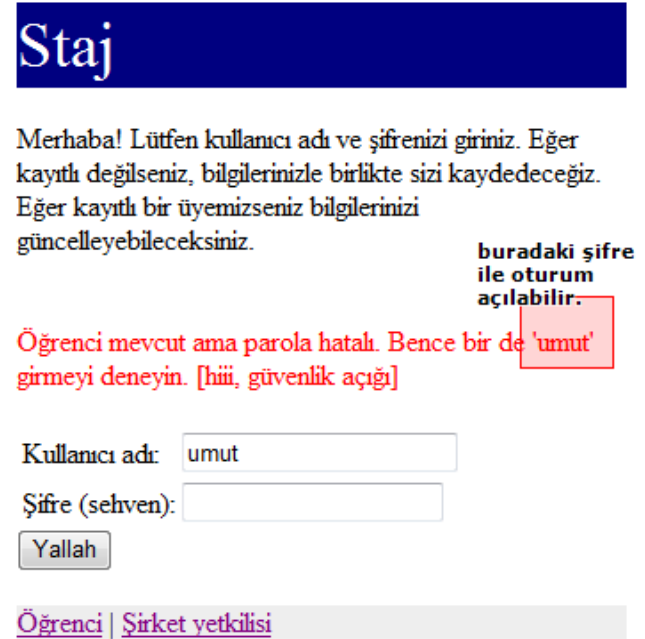 Staj
Merhaba! Lütfen kullanıcı adı ve şifrenizi giriniz. Eğer
kayıtlı değilseniz, bilgilerinizle birlikte sizi kaydedeceğiz.
Eğer kayıtlı bir üyemizseniz bilgilerinizi
güncelleyebileceksiniz.
buradaki şifre
ile oturum
açılabilir.
Öğrenci mevcut ama parola hatalı. Bence bir de 'umut'
girmeyi deneyin. [hiii, güvenlik açığı]
Kullanıcı adı: umut
Şifre (sehven):
Yallah
Öğrenci | Şirket yetkilisi